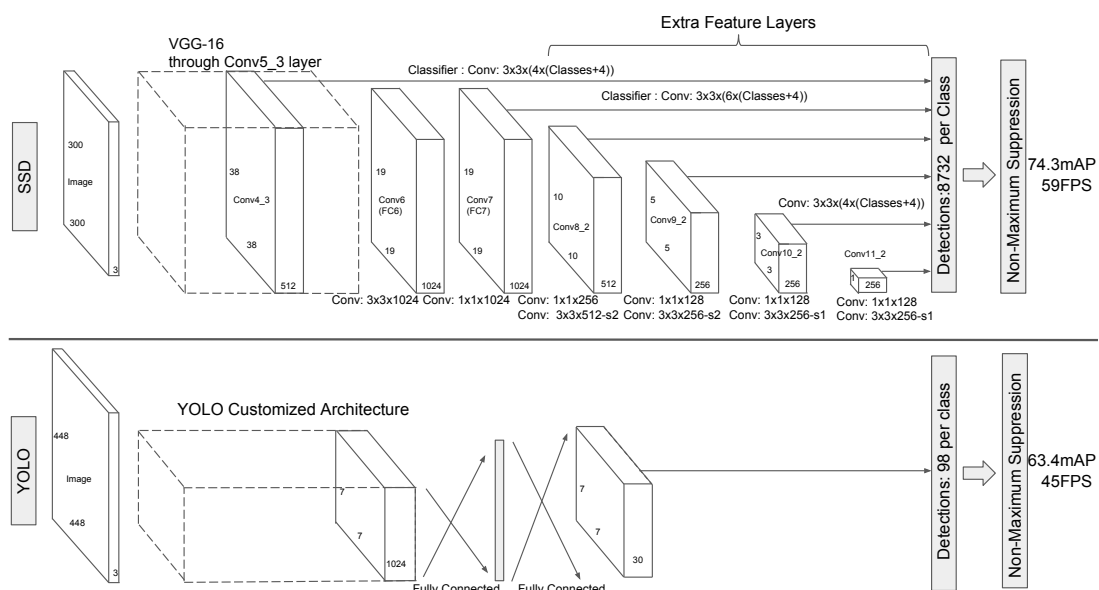 Extra Feature Layers
VGG-16
through Conv5_3 layer
Classifier : Conv: 3x3x(4x(Classes+4))
Classifier : Conv: 3x3x(6x(Classes+4))
SSD
300
Image
300
3
38
Conv4_3
38
512
19
Conv6
(FC6)
19
1024
19
Conv7
(FC7)
19
1024
10
Conv8_2
10
512
5
Conv9_2
5
256
Conv: 3x3x(4x(Classes+4))
3
Conv10_2
3
256
Conv11_2
1
256
Conv: 3x3x1024
Conv: 1x1x1024
Conv: 1x1x256
Conv: 3x3x512-s2
Conv: 1x1x128
Conv: 3x3x256-s2
Conv: 1x1x128
Conv: 3x3x256-s1
Conv: 1x1x128
Conv: 3x3x256-s1
Detections:8732 per Class
Non-Maximum Suppression
74.3mAP
59FPS
YOLO
448
Image
448
3
YOLO Customized Architecture
7
7
1024
Fully Connected
Fully Connected
7
7
30
Detections: 98 per class
Non-Maximum Suppression
63.4mAP
45FPS